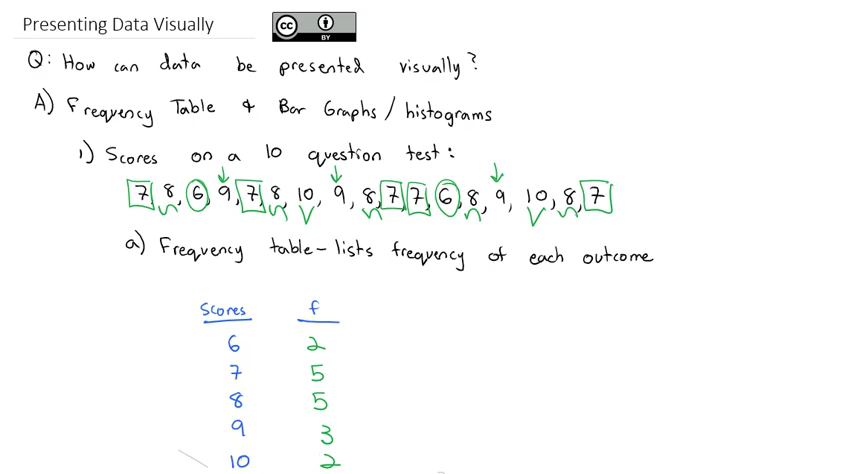 Presenting Data Visually
CC BY
Q: How can data be presented visually?
A) Frequency Table & Bar Graphs/histograms
1) Scores on a 10 question test:
7, 8, 6, 9, 7, 8, 10, 9, 8, 7, 7, 6, 8, 9, 10, 8, 7
a) Frequency table - lists frequency of each outcome
Scores f
6 2
7 5
8 5
9 3
10 2